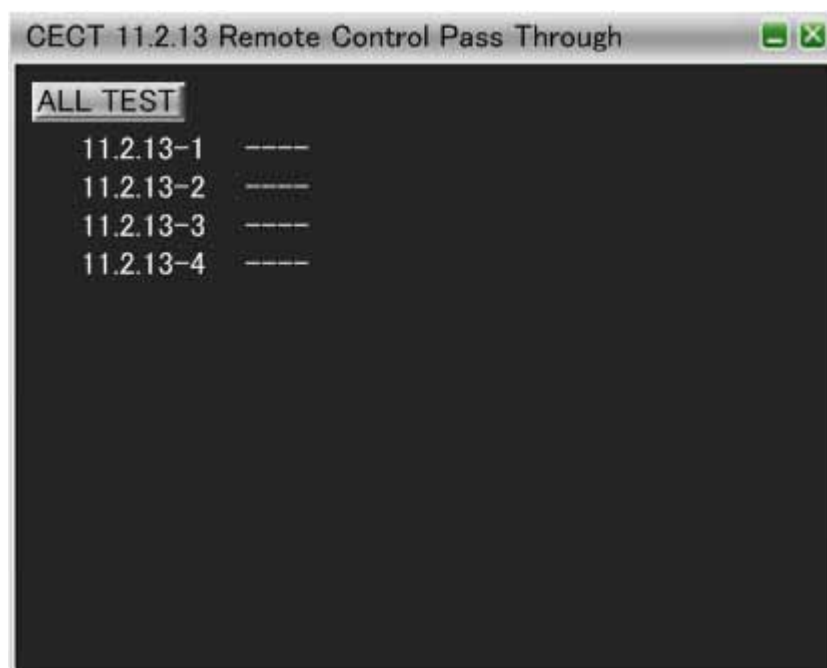 CECT 11.2.13 Remote Control Pass Through
ALL TEST
11.2.13-1 ----
11.2.13-2 ----
11.2.13-3 ----
11.2.13-4 ----